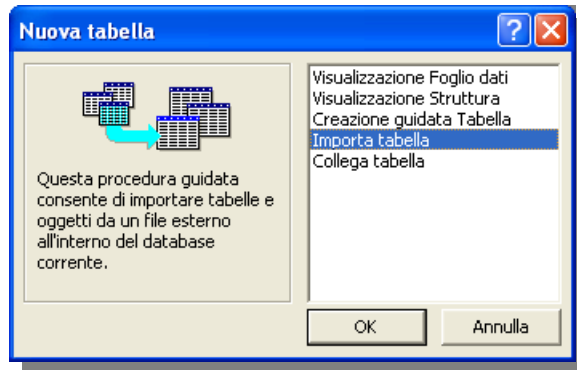 Nuova tabella
Questa procedura guidata
consente di importare tabelle e
oggetti da un file esterno
all'interno del database
corrente.
Visualizzazione Foglio dati
Visualizzazione Struttura
Creazione guidata Tabella
Importa tabella
Collega tabella
OK
Annulla